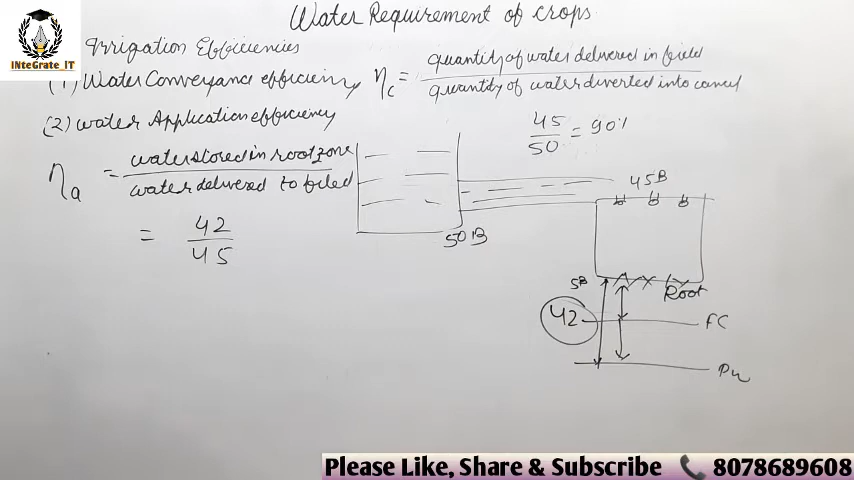 Water Requirement of crops
INteGrate_IT
Irrigation Efficiencies
(1) Water Conveyance efficiency ηc = quantity of water delivered in field
quantity of water diverted into canal
(2) water Application efficiency
45
50
= 90%
ηa = water stored in root zone
water delivered to filed
= 42
45
50B
45B
5B
Root
42
FC
Please Like, Share & Subscribe 8078689608